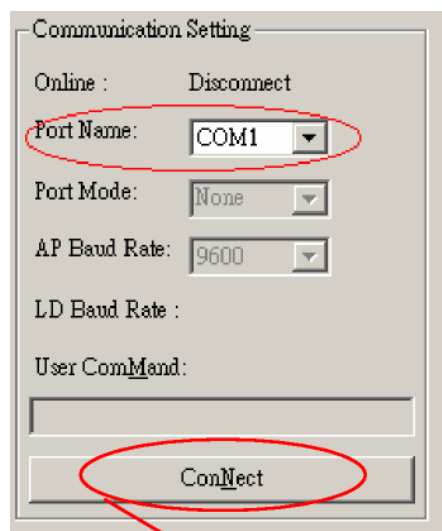 Communication Setting
Online : Disconnect
Port Name: COM1
Port Mode: None
AP Baud Rate: 9600
LD Baud Rate :
User ComMand:
ConNect